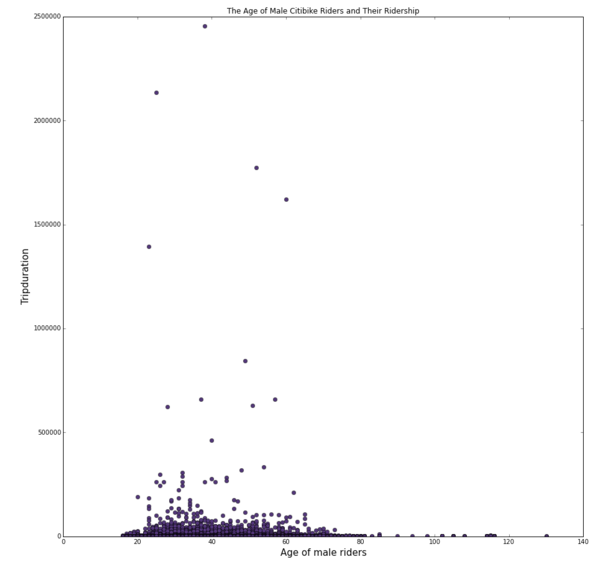 The Age of Male Citibike Riders and Their Ridership
2500000
2000000
1500000
1000000
500000
0
Tripduration
0 20 40 60 80 100 120 140
Age of male riders